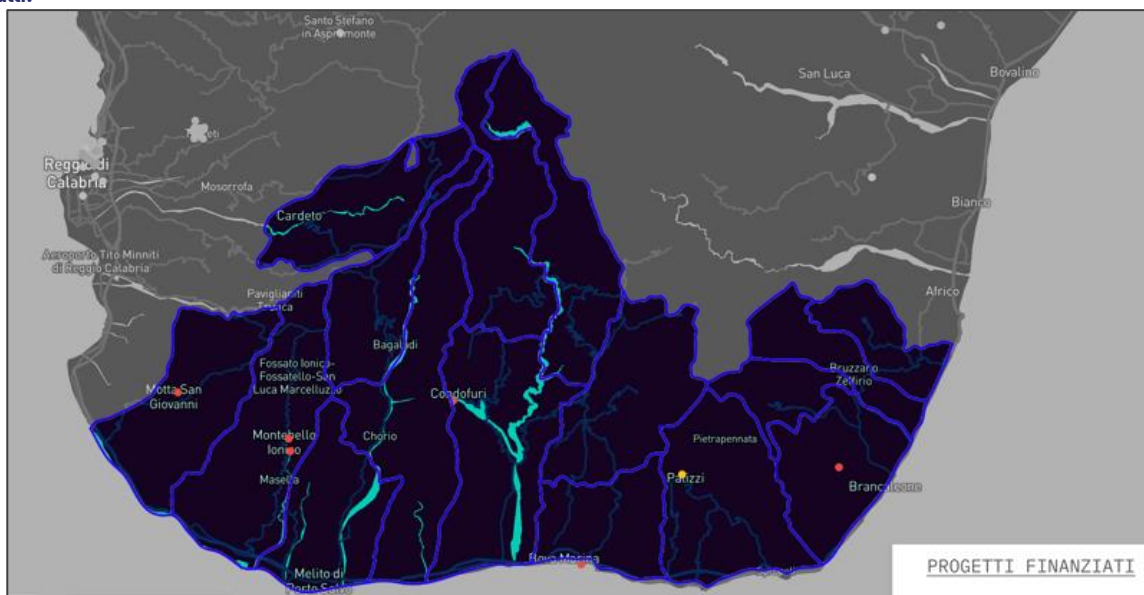 Santo Stefano
in Aspromonte
San Luca
Bovalino
Reggio di
Calabria
Mosorrofa
Cardeto
Bianco
Aeroporto Tito Minniti
di Reggio Calabria
Africo
Pavigliani
Bagaladi
Fossato Ionico-
Fossatello-San
Luca Marcelluzzo
Bruzzano
Zeffirio
Motta San
Giovanni
Condofuri
Montebello
Ionico
Chorio
Pietrapennata
Masella
Palizzi
Brancaleone
Bova Marina
Melito di
Porto Salvo
PROGETTI FINANZIATI